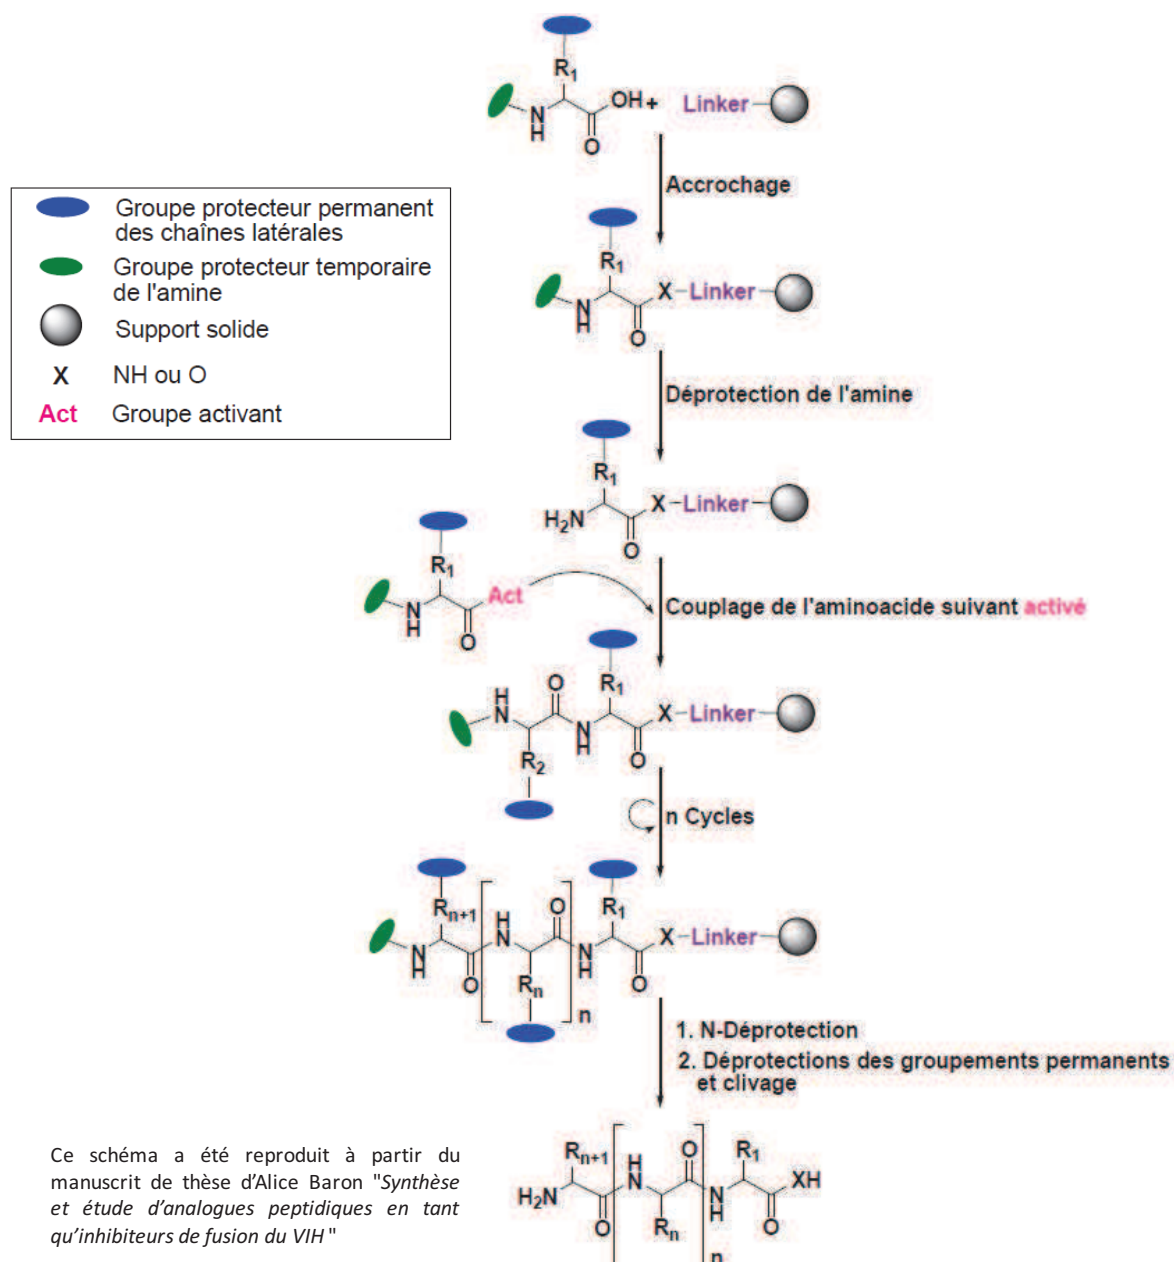 R1
N
H
O
OH +
Linker
Accrochage
Groupe protecteur permanent
des chaînes latérales
Groupe protecteur temporaire
de l'amine
Support solide
X NH ou O
Act Groupe activant
R1
N
H
O
X
Linker
Déprotection de l'amine
R1
H2N
O
X
Linker
R1
N
H
O
Act
Couplage de l'aminoacide suivant activé
H
N
O
R1
R2
N
H
O
X
Linker
n Cycles
Rn+1
N
H
O
H
N
O
Rn
n
R1
N
H
O
X
Linker
1. N-Déprotection
2. Déprotections des groupements permanents
et clivage
Rn+1
H2N
O
H
N
O
Rn
n
R1
N
H
O
XH
Ce schéma a été reproduit à partir du
manuscrit de thèse d'Alice Baron "Synthèse
et étude d'analogues peptidiques en tant
qu'inhibiteurs de fusion du VIH "